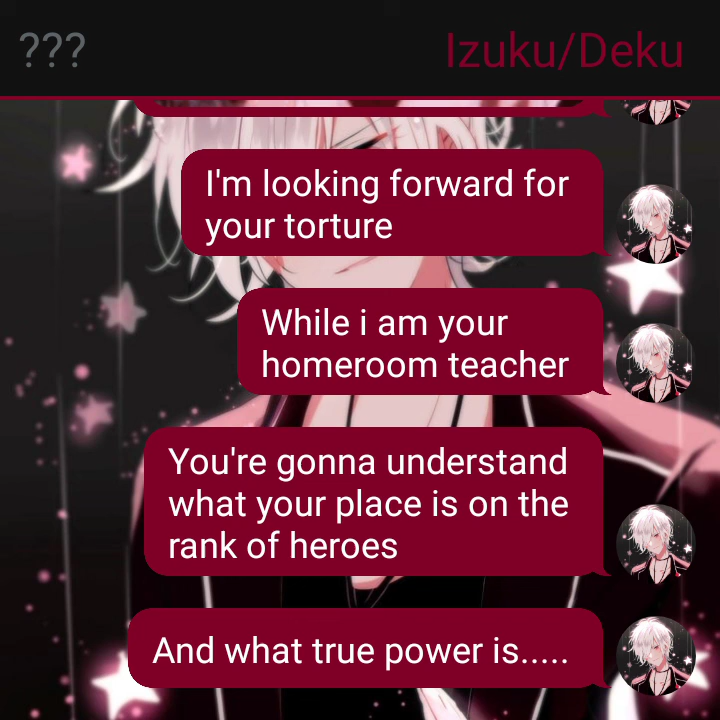 ???
Izuku/Deku
I'm looking forward for
your torture
While i am your
homeroom teacher
You're gonna understand
what your place is on the
rank of heroes
And what true power is.....